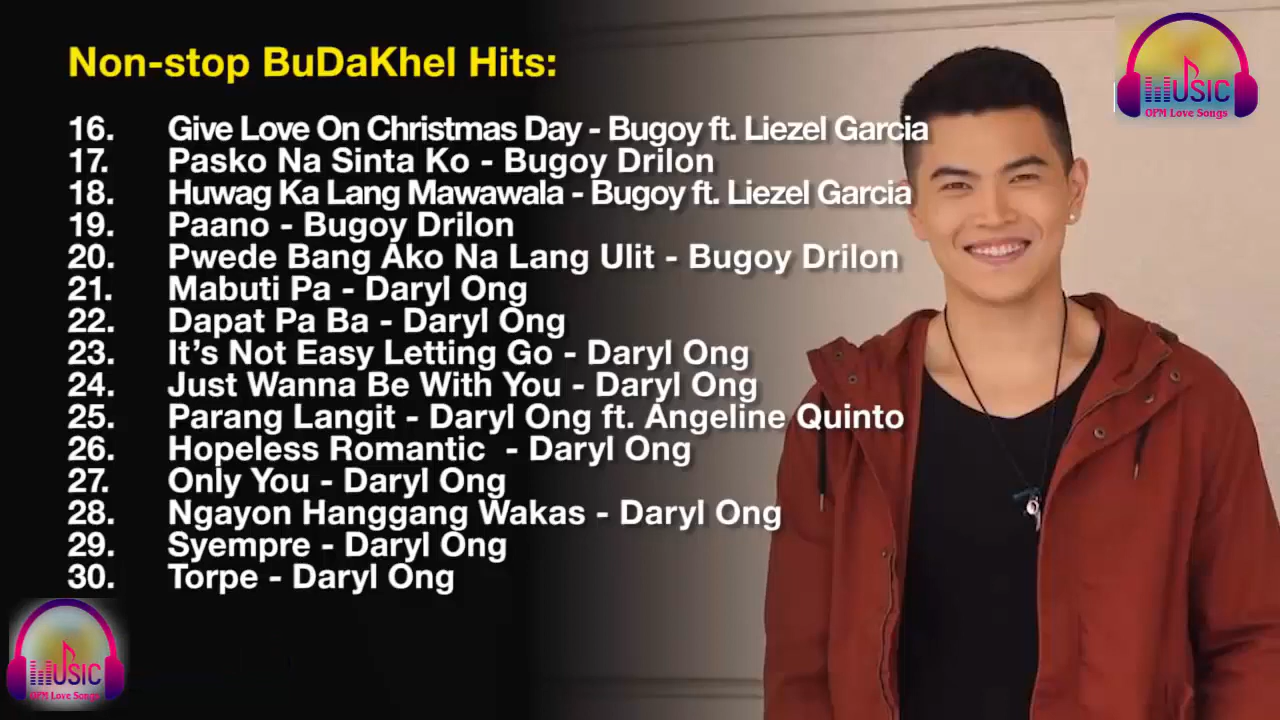 Non-stop BuDaKhel Hits:
16. Give Love On Christmas Day - Bugoy ft. Liezel Garcia
17. Pasko Na Sinta Ko - Bugoy Drilon
18. Huwag Ka Lang Mawawala - Bugoy ft. Liezel Garcia
19. Paano - Bugoy Drilon
20. Pwede Bang Ako Na Lang Ulit - Bugoy Drilon
21. Mabuti Pa - Daryl Ong
22. Dapat Pa Ba - Daryl Ong
23. It's Not Easy Letting Go - Daryl Ong
24. Just Wanna Be With You - Daryl Ong
25. Parang Langit - Daryl Ong ft. Angeline Quinto
26. Hopeless Romantic  - Daryl Ong
27. Only You - Daryl Ong
28. Ngayon Hanggang Wakas - Daryl Ong
29. Syempre - Daryl Ong
30. Torpe - Daryl Ong
MUSIC
OPM Love Songs
MUSIC
OPM Love Songs